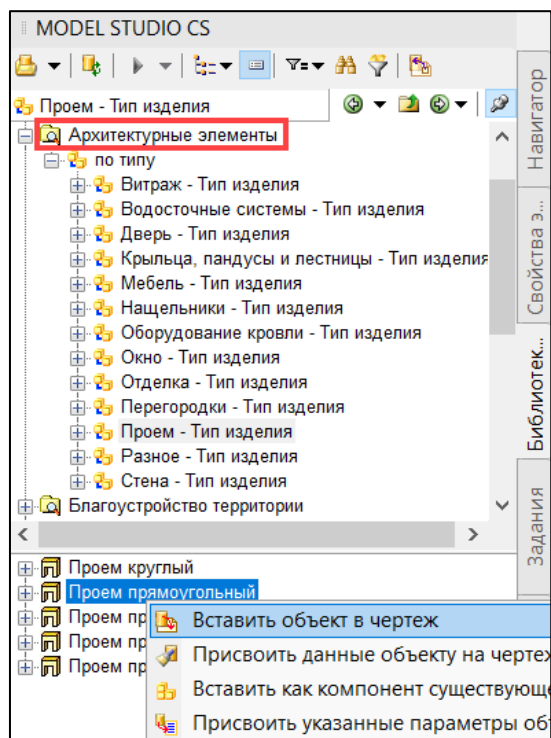 MODEL STUDIO CS
Проем - Тип изделия
Архитектурные элементы
по типу
Витраж - Тип изделия
Водосточные системы - Тип изделия
Дверь - Тип изделия
Крыльца, пандусы и лестницы - Тип изделия
Мебель - Тип изделия
Нащельники - Тип изделия
Оборудование кровли - Тип изделия
Окно - Тип изделия
Отделка - Тип изделия
Перегородки - Тип изделия
Проем - Тип изделия
Разное - Тип изделия
Стена - Тип изделия
Благоустройство территории
Проем круглый
Проем прямоугольный
Проем пр
Проем пр
Проем пр
Вставить объект в чертеж
Присвоить данные объекту на черте
Вставить как компонент существующе
Присвоить указанные параметры об
Навигатор
Свойства э...
Библиотек...
Задания